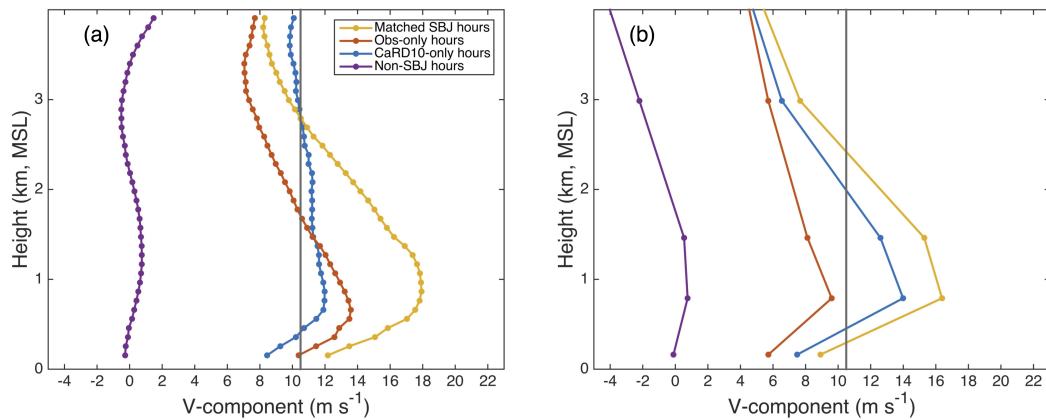 (a)
Matched SBJ hours
Obs-only hours
CaRD10-only hours
Non-SBJ hours
3
2
1
0
Height (km, MSL)
-4 -2 0 2 4 6 8 10 12 14 16 18 20 22
V-component (m s⁻¹)
(b)
3
2
1
0
Height (km, MSL)
-4 -2 0 2 4 6 8 10 12 14 16 18 20 22
V-component (m s⁻¹)